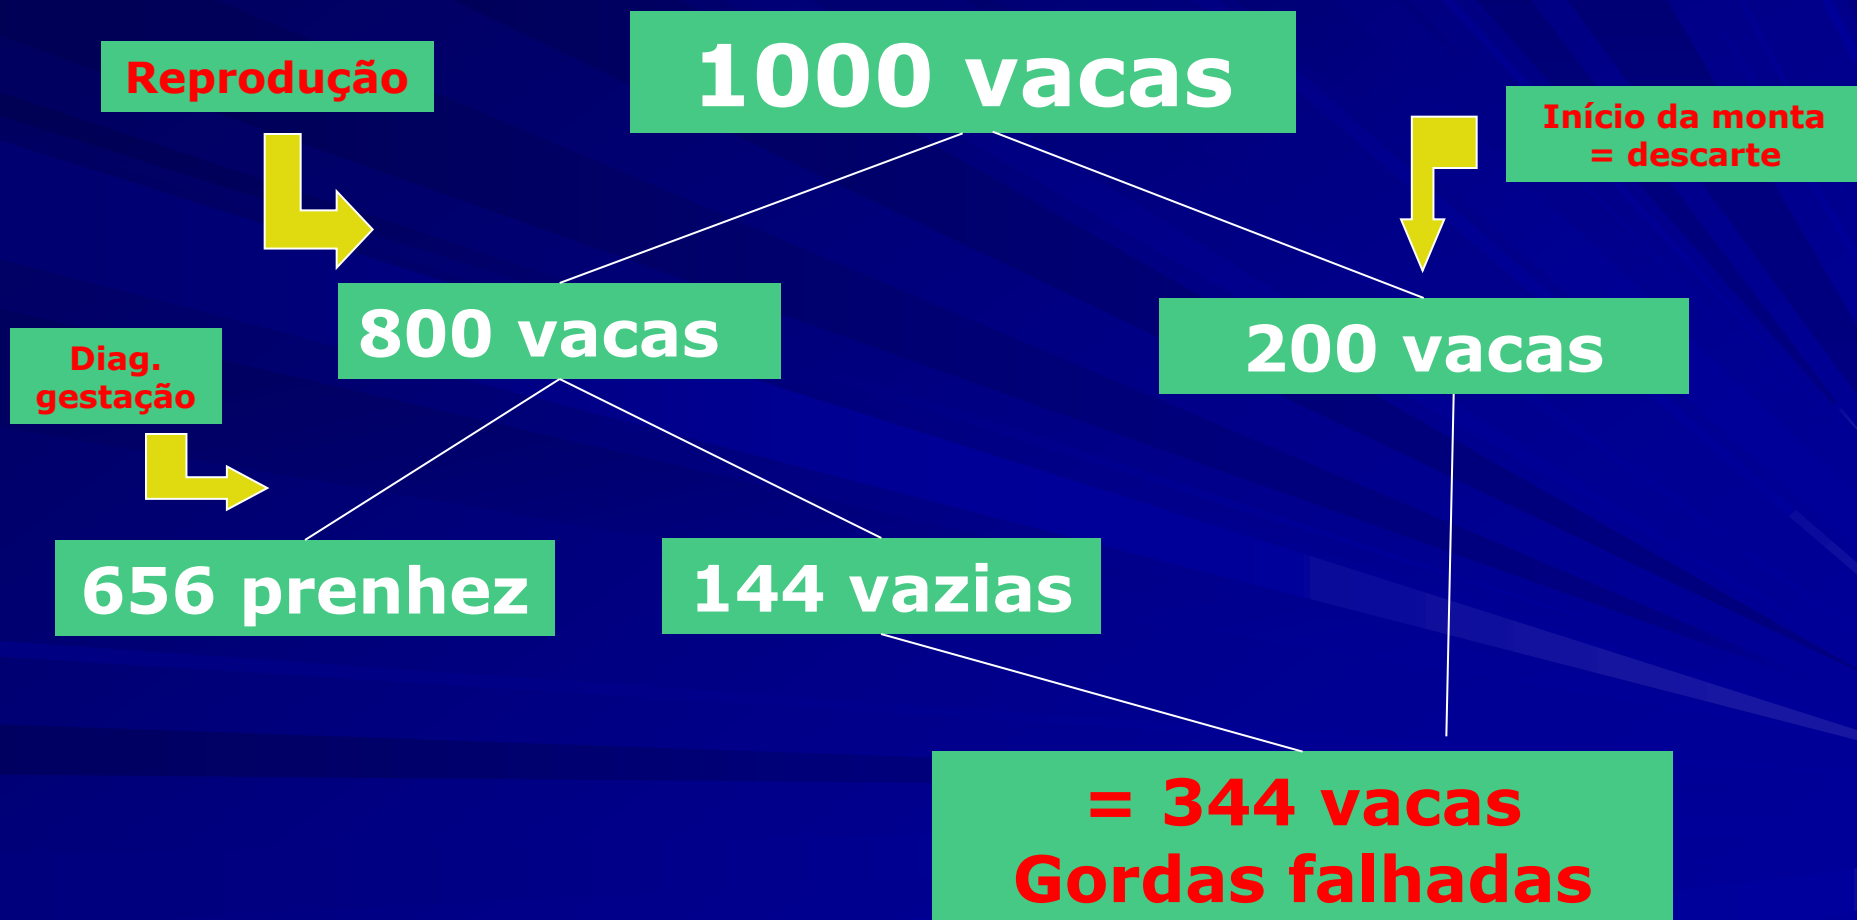 1000 vacas
Reprodução
Início da monta
= descarte
800 vacas
200 vacas
Diag.
gestação
656 prenhez
144 vazias
= 344 vacas
Gordas falhadas